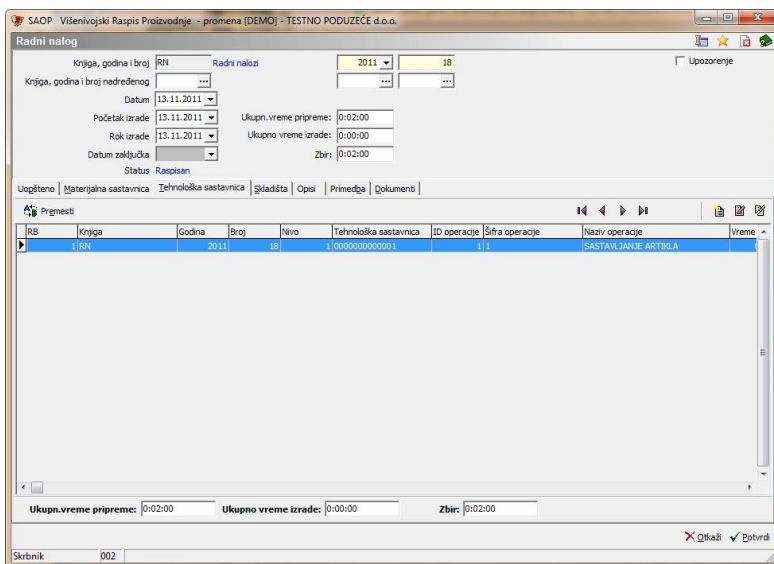 SAOP Višenivojski Raspis Proizvodnje - promena [DEMO] - TESTNO PODUZEĆE d.o.o.
Radni nalog
Knjiga, godina i broj RN Radni nalozi 2011 18 Upozorenje
Knjiga, godina i broj nadređenog ... ... ...
Datum 13.11.2011
Početak izrade 13.11.2011 Ukupn.vreme pripreme: 0:02:00
Rok izrade 13.11.2011 Ukupno vreme izrade: 0:00:00
Datum zaključka Zbir: 0:02:00
Status Raspisan
Uopšteno Materijalna sastavnica Tehnološka sastavnica Skladišta Opisi Primedba Dokumenti
Premesti
RB Knjiga Godina Broj Nivo Tehnološka sastavnica ID operacije Šifra operacije Naziv operacije Vreme
1 RN 2011 18 1 0000000000001 1 1 SASTAVLJANJE ARTIKLA
Ukupn.vreme pripreme: 0:02:00 Ukupno vreme izrade: 0:00:00 Zbir: 0:02:00
Otkaži Potvrdi
Skrbnik 002